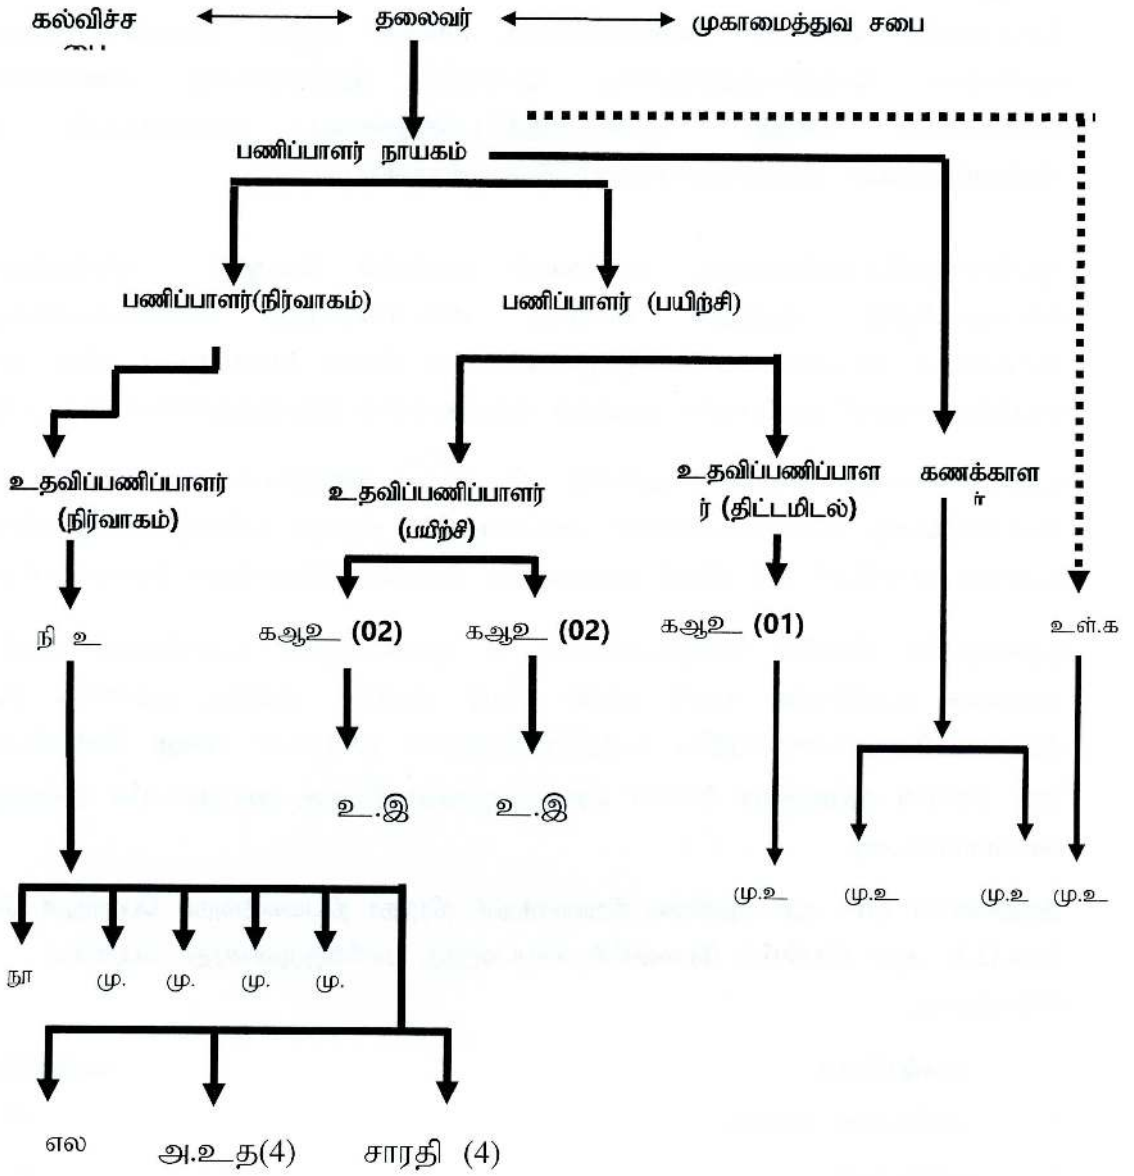 கல்விச்ச தலைவர் முகாமைத்துவ சபை
பணிப்பாளர் நாயகம்
பணிப்பாளர்(நிர்வாகம்) பணிப்பாளர் (பயிற்சி)
உதவிப்பணிப்பாளர்
(நிர்வாகம்)
உதவிப்பணிப்பாளர்
(பயிற்சி)
உதவிப்பணிப்பாள
ர் (திட்டமிடல்)
கணக்காள
ர்
நி உ கஆஉ (02) கஆஉ (02) கஆஉ (01) உள்.க
உ.இ உ.இ
மு.உ மு.உ மு.உ மு.உ
நூ மு. மு. மு. மு.
எல அ.உத(4) சாரதி (4)